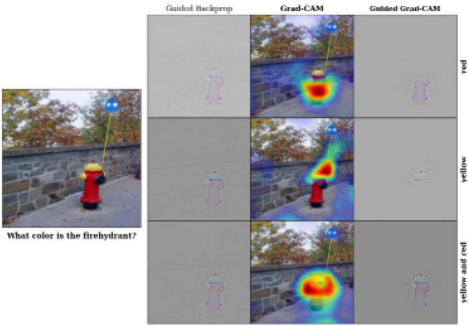 Guided Backprop Grad-CAM Guided Grad-CAM
red
yellow
What color is the firehydrant?
yellow and red